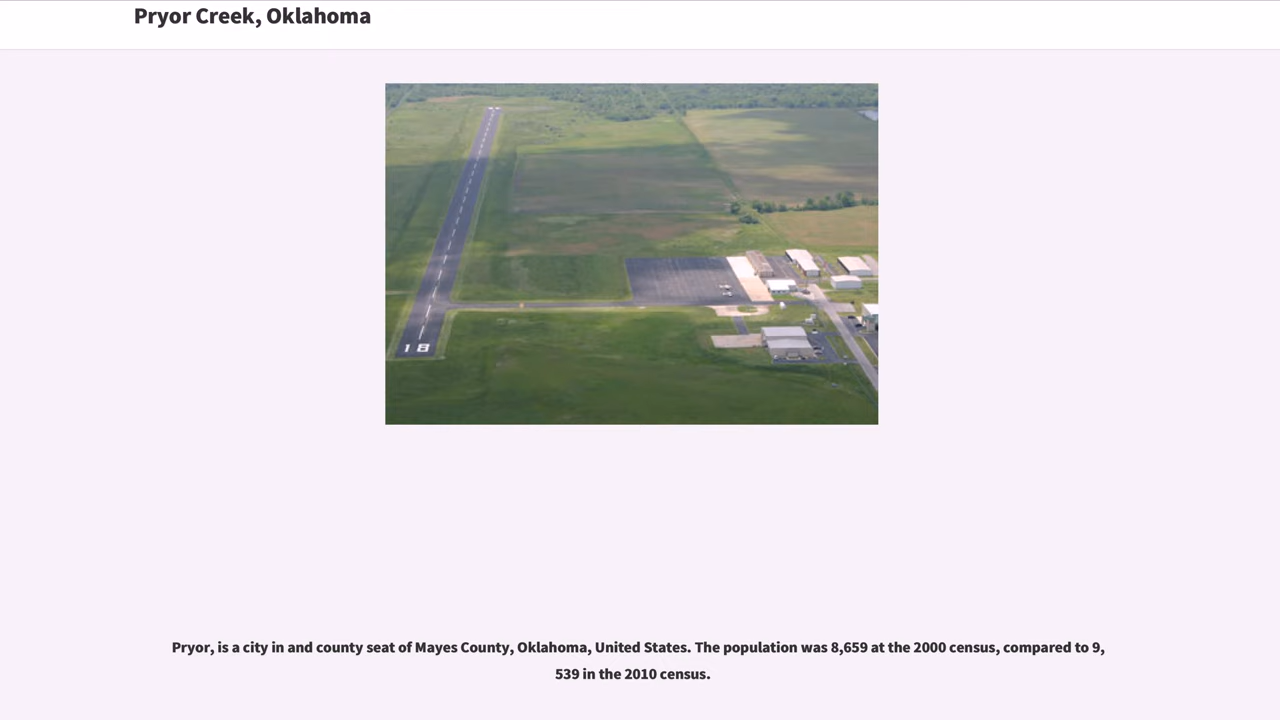 Pryor Creek, Oklahoma
18
Pryor, is a city in and county seat of Mayes County, Oklahoma, United States. The population was 8,659 at the 2000 census, compared to 9,
539 in the 2010 census.